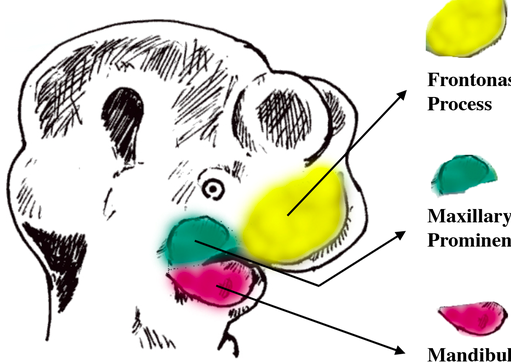 Frontonas
Process
Maxillary
Prominen
Mandibul